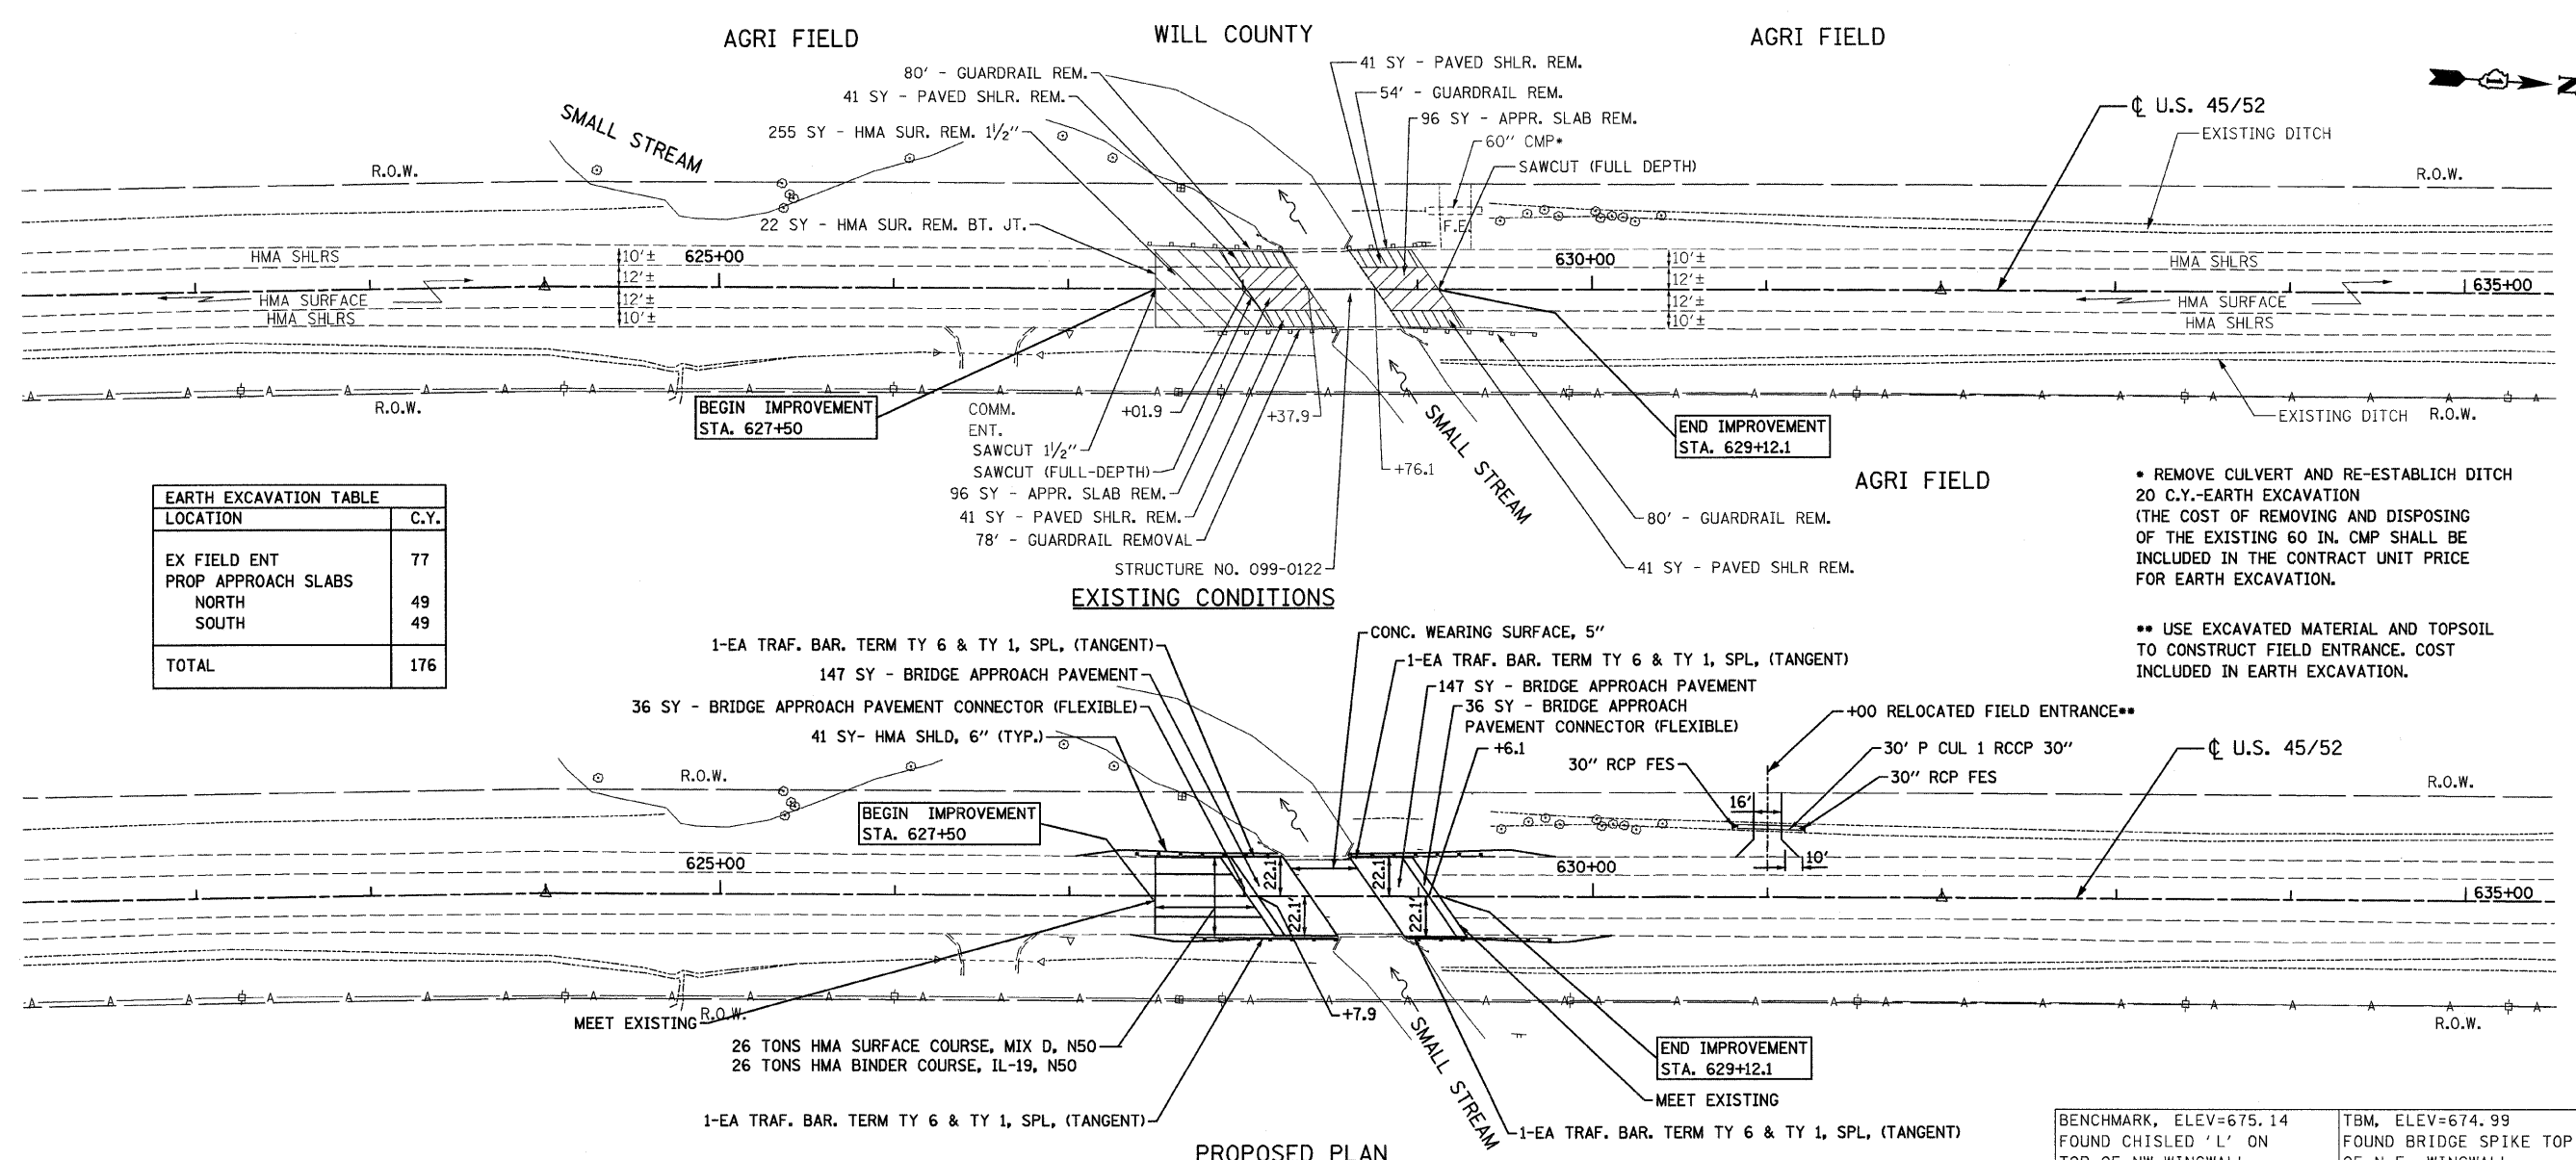 AGRI FIELD
WILL COUNTY
AGRI FIELD
80' - GUARDRAIL REM.
41 SY - PAVED SHLR. REM.
255 SY - HMA SUR. REM. 1½"
SMALL STREAM
R.O.W.
22 SY - HMA SUR. REM. BT. JT.
41 SY - PAVED SHLR. REM.
54' - GUARDRAIL REM.
96 SY - APPR. SLAB REM.
60" CMP*
SAWCUT (FULL DEPTH)
F.E.
℄ U.S. 45/52
EXISTING DITCH
R.O.W.
N
HMA SHLRS
10'±
625+00
12'±
HMA SURFACE
12'±
HMA SHLRS
10'±
630+00
10'±
12'±
12'±
10'±
HMA SHLRS
635+00
HMA SURFACE
HMA SHLRS
R.O.W.
BEGIN IMPROVEMENT
STA. 627+50
COMM.
ENT.
+01.9
+37.9
SAWCUT 1½"
SAWCUT (FULL-DEPTH)
96 SY - APPR. SLAB REM.
41 SY - PAVED SHLR. REM.
78' - GUARDRAIL REMOVAL
STRUCTURE NO. 099-0122
+76.1
SMALL STREAM
END IMPROVEMENT
STA. 629+12.1
EXISTING DITCH
R.O.W.
AGRI FIELD
80' - GUARDRAIL REM.
41 SY - PAVED SHLR REM.
* REMOVE CULVERT AND RE-ESTABLICH DITCH
20 C.Y.-EARTH EXCAVATION
(THE COST OF REMOVING AND DISPOSING
OF THE EXISTING 60 IN. CMP SHALL BE
INCLUDED IN THE CONTRACT UNIT PRICE
FOR EARTH EXCAVATION.
** USE EXCAVATED MATERIAL AND TOPSOIL
TO CONSTRUCT FIELD ENTRANCE. COST
INCLUDED IN EARTH EXCAVATION.
EARTH EXCAVATION TABLE
LOCATION C.Y.
EX FIELD ENT 77
PROP APPROACH SLABS
NORTH 49
SOUTH 49
TOTAL 176
EXISTING CONDITIONS
1-EA TRAF. BAR. TERM TY 6 & TY 1, SPL, (TANGENT)
147 SY - BRIDGE APPROACH PAVEMENT
36 SY - BRIDGE APPROACH PAVEMENT CONNECTOR (FLEXIBLE)
41 SY- HMA SHLD, 6" (TYP.)
CONC. WEARING SURFACE, 5"
1-EA TRAF. BAR. TERM TY 6 & TY 1, SPL, (TANGENT)
147 SY - BRIDGE APPROACH PAVEMENT
36 SY - BRIDGE APPROACH
PAVEMENT CONNECTOR (FLEXIBLE)
+6.1
30" RCP FES
+00 RELOCATED FIELD ENTRANCE**
30' P CUL 1 RCCP 30"
30" RCP FES
℄ U.S. 45/52
R.O.W.
R.O.W.
16'
10'
BEGIN IMPROVEMENT
STA. 627+50
625+00
22.1'
22.1'
22.1'
22.1'
630+00
635+00
MEET EXISTING
R.O.W.
+7.9
26 TONS HMA SURFACE COURSE, MIX D, N50
26 TONS HMA BINDER COURSE, IL-19, N50
SMALL STREAM
END IMPROVEMENT
STA. 629+12.1
MEET EXISTING
R.O.W.
1-EA TRAF. BAR. TERM TY 6 & TY 1, SPL, (TANGENT)
1-EA TRAF. BAR. TERM TY 6 & TY 1, SPL, (TANGENT)
PROPOSED PLAN
BENCHMARK, ELEV=675.14
FOUND CHISLED 'L' ON
TOP OF NW WINGWALL
TBM, ELEV=674.99
FOUND BRIDGE SPIKE TOP
OF N.E. WINGWALL